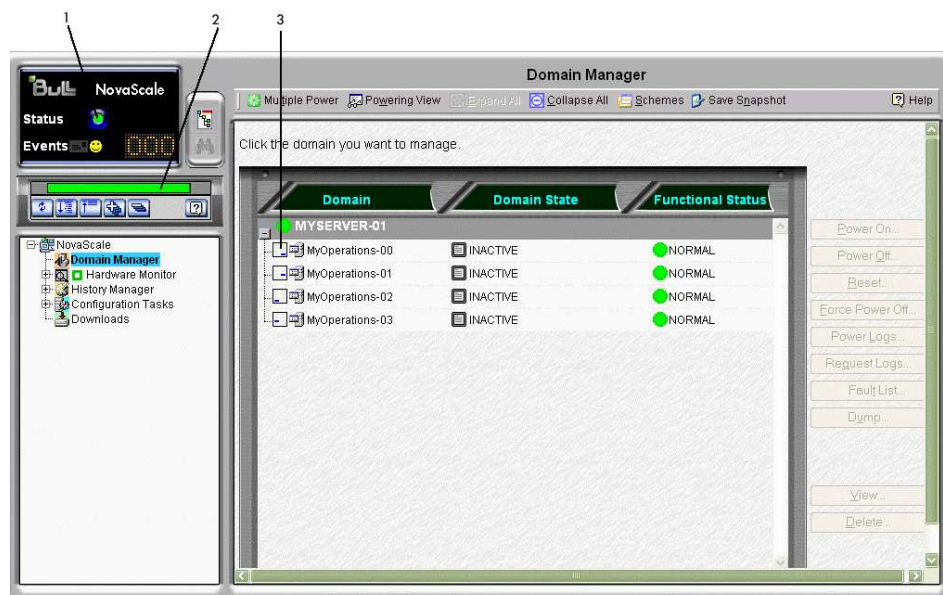 1 2 3
Domain Manager
Bull NovaScale
Status
Events
000
Multiple Power Powering View Expand All Collapse All Schemes Save Snapshot Help
Click the domain you want to manage.
Domain Domain State Functional Status
MYSERVER-01
MyOperations-00 INACTIVE NORMAL
MyOperations-01 INACTIVE NORMAL
MyOperations-02 INACTIVE NORMAL
MyOperations-03 INACTIVE NORMAL
NovaScale
Domain Manager
Hardware Monitor
History Manager
Configuration Tasks
Downloads
Power On...
Power Off...
Reset...
Force Power Off...
Power Logs...
Request Logs...
Fault List...
Dump...
View...
Delete...